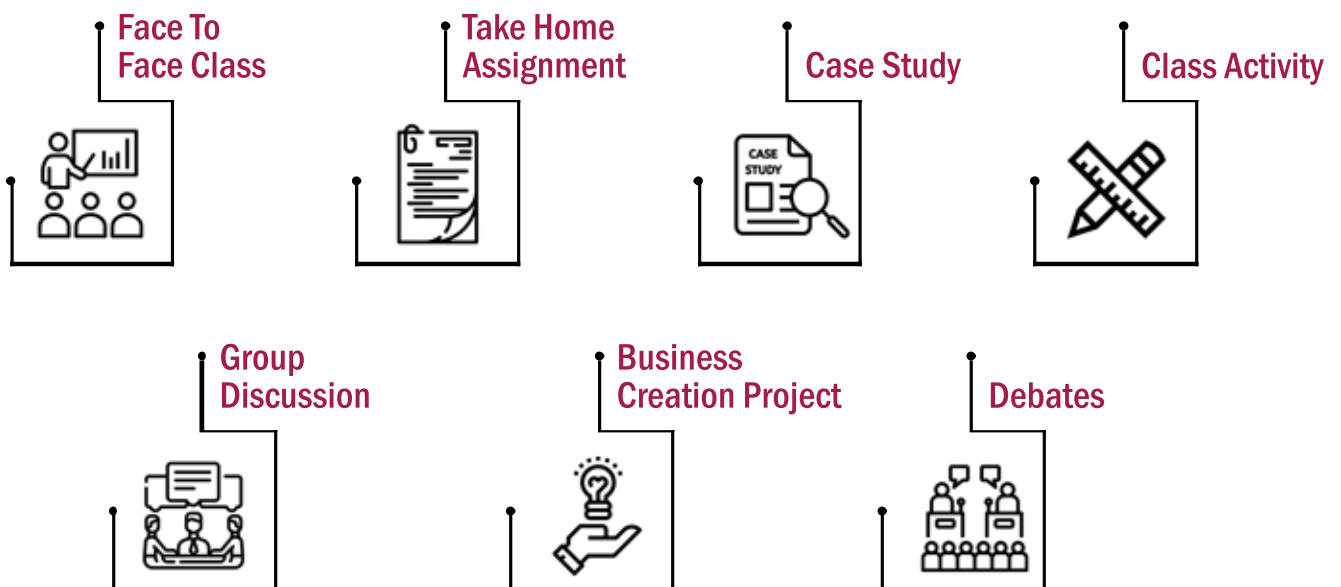 Face To
Face Class
Take Home
Assignment
Case Study
Class Activity
CASE
STUDY
Group
Discussion
Business
Creation Project
Debates